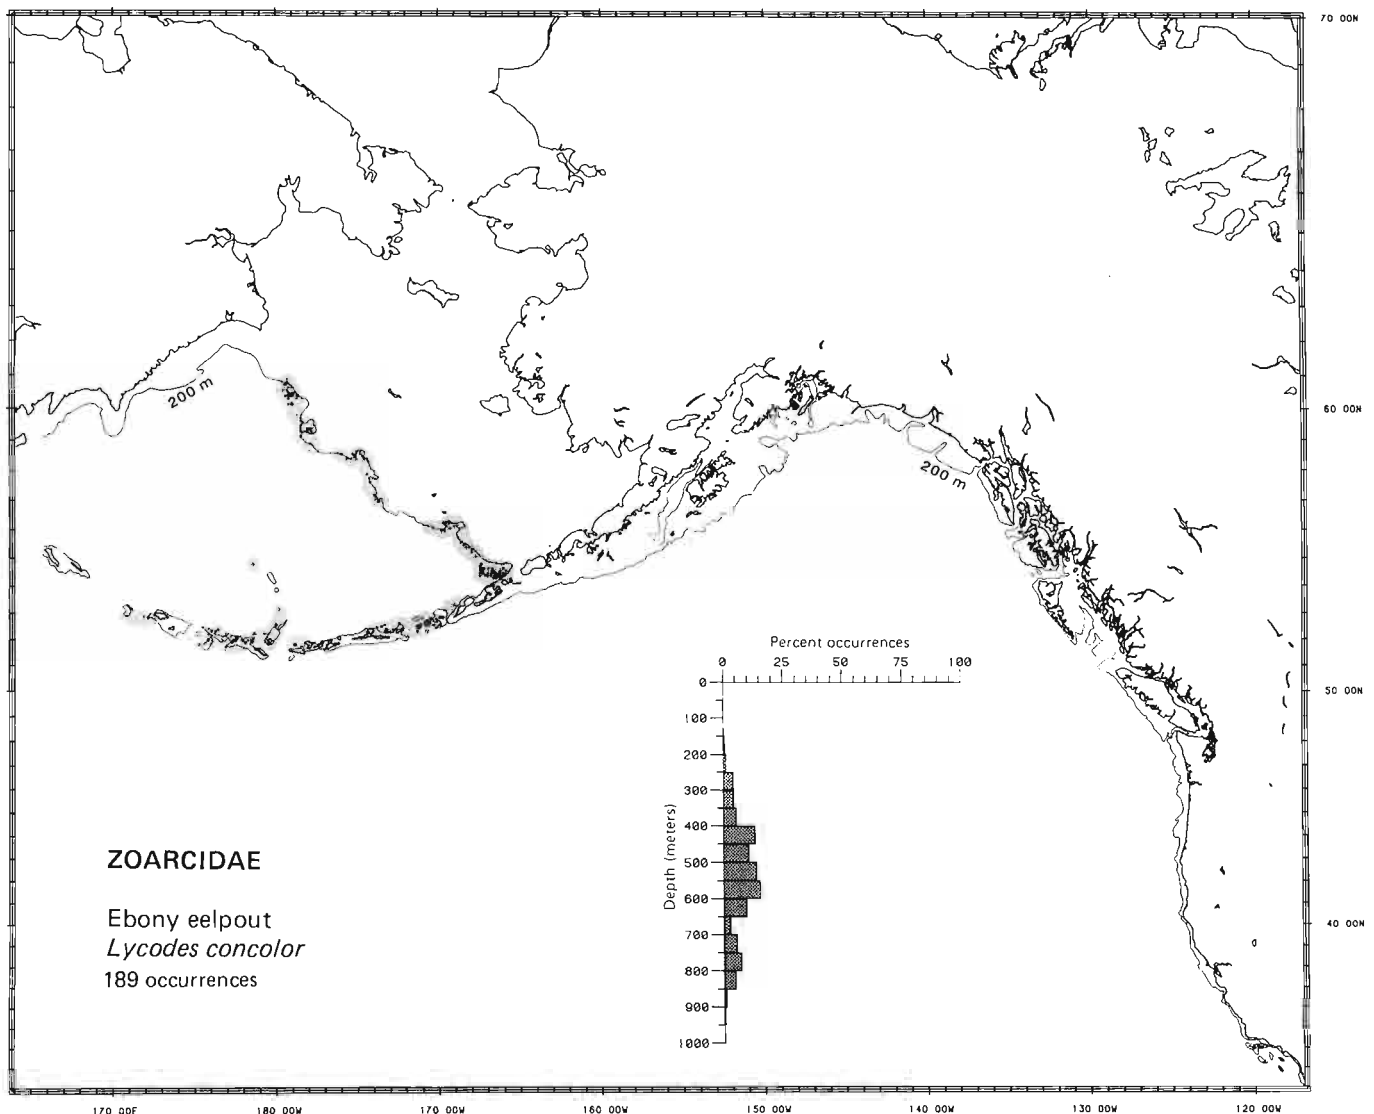 70 00N
200 m
60 00N
200 m
Percent occurrences
0 25 50 75 100
0
50 00N
100
200
300
400
Depth (meters)
500
600
700
800
900
1000
ZOARCIDAE
Ebony eelpout
Lycodes concolor
189 occurrences
40 00N
170 00E 180 00W 170 00W 160 00W 150 00W 140 00W 130 00W 120 00W